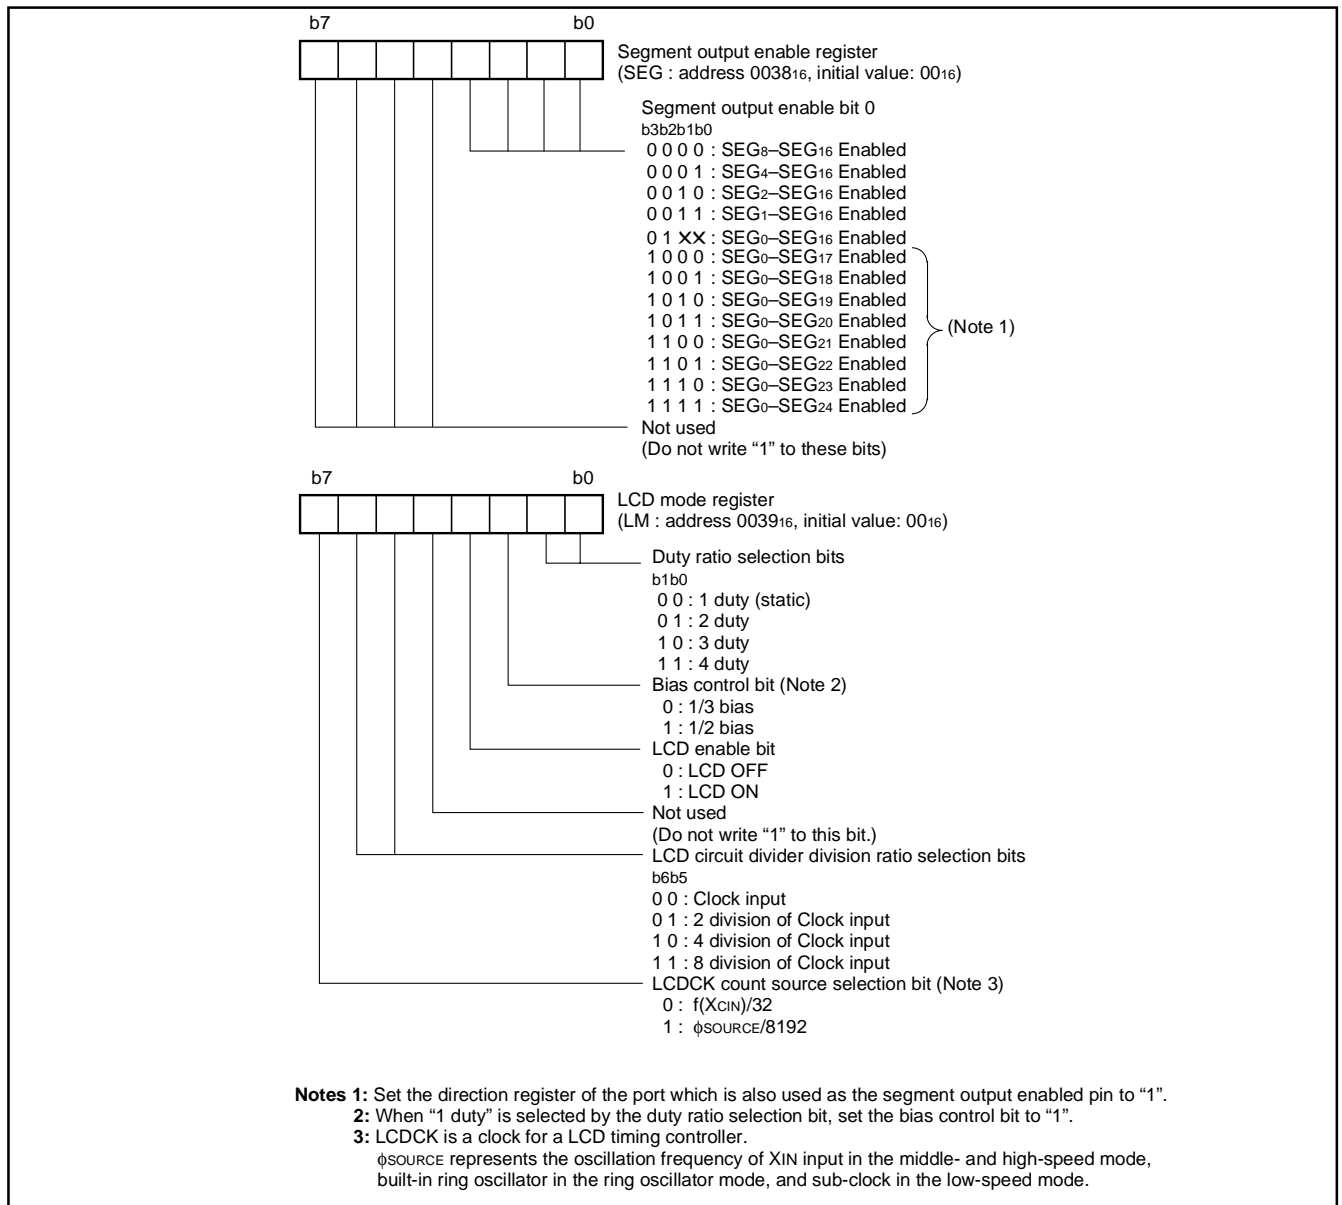 b7 b0
Segment output enable register
(SEG : address 003816, initial value: 0016)
Segment output enable bit 0
b3b2b1b0
0 0 0 0 : SEG8–SEG16 Enabled
0 0 0 1 : SEG4–SEG16 Enabled
0 0 1 0 : SEG2–SEG16 Enabled
0 0 1 1 : SEG1–SEG16 Enabled
0 1 ✕✕ : SEG0–SEG16 Enabled
1 0 0 0 : SEG0–SEG17 Enabled
1 0 0 1 : SEG0–SEG18 Enabled
1 0 1 0 : SEG0–SEG19 Enabled
1 0 1 1 : SEG0–SEG20 Enabled
(Note 1)
1 1 0 0 : SEG0–SEG21 Enabled
1 1 0 1 : SEG0–SEG22 Enabled
1 1 1 0 : SEG0–SEG23 Enabled
1 1 1 1 : SEG0–SEG24 Enabled
Not used
(Do not write “1” to these bits)
b7 b0
LCD mode register
(LM : address 003916, initial value: 0016)
Duty ratio selection bits
b1b0
0 0 : 1 duty (static)
0 1 : 2 duty
1 0 : 3 duty
1 1 : 4 duty
Bias control bit (Note 2)
0 : 1/3 bias
1 : 1/2 bias
LCD enable bit
0 : LCD OFF
1 : LCD ON
Not used
(Do not write “1” to this bit.)
LCD circuit divider division ratio selection bits
b6b5
0 0 : Clock input
0 1 : 2 division of Clock input
1 0 : 4 division of Clock input
1 1 : 8 division of Clock input
LCDCK count source selection bit (Note 3)
0 : f(XCIN)/32
1 : φSOURCE/8192
Notes 1: Set the direction register of the port which is also used as the segment output enabled pin to “1”.
2: When “1 duty” is selected by the duty ratio selection bit, set the bias control bit to “1”.
3: LCDCK is a clock for a LCD timing controller.
φSOURCE represents the oscillation frequency of XIN input in the middle- and high-speed mode,
built-in ring oscillator in the ring oscillator mode, and sub-clock in the low-speed mode.